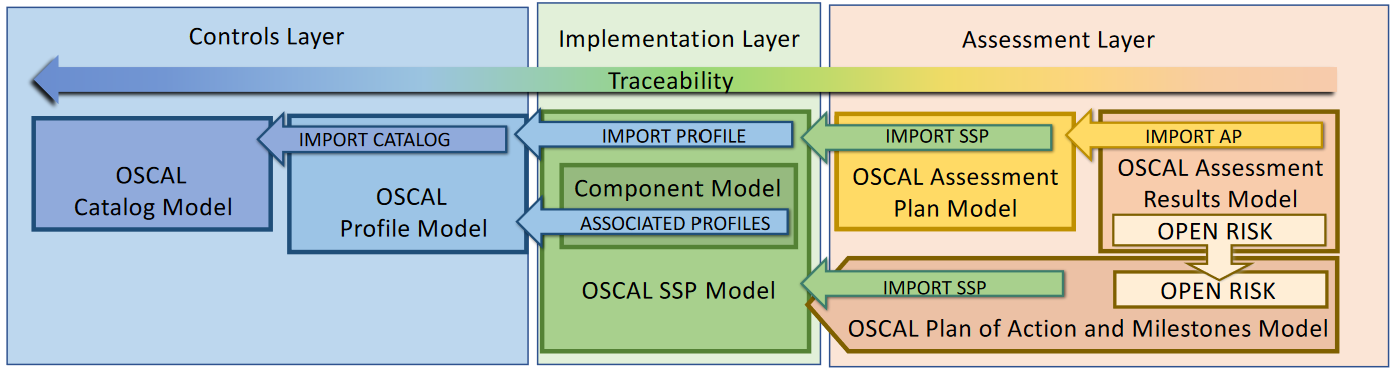 Controls Layer
Implementation Layer
Assessment Layer
Traceability
IMPORT CATALOG
IMPORT PROFILE
IMPORT SSP
IMPORT AP
OSCAL
Catalog Model
OSCAL
Profile Model
Component Model
ASSOCIATED PROFILES
OSCAL SSP Model
OSCAL Assessment
Plan Model
OSCAL Assessment
Results Model
OPEN RISK
IMPORT SSP
OPEN RISK
OSCAL Plan of Action and Milestones Model